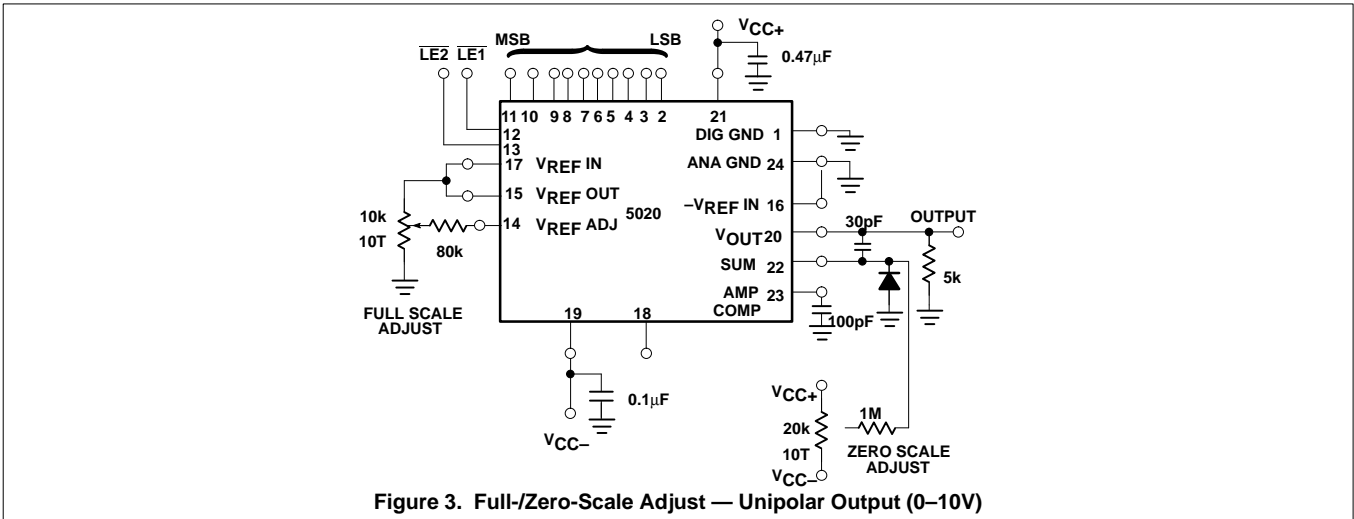 VCC+
LE2 LE1 MSB LSB
0.47μF
11 10 9 8 7 6 5 4 3 2 21
12
DIG GND 1
13
17 VREF IN
ANA GND 24
15 VREF OUT
–VREF IN 16
5020
10k
10T
14 VREF ADJ
80k
30pF
OUTPUT
VOUT 20
SUM 22
5k
AMP COMP 23
100pF
FULL SCALE
ADJUST
19 18
0.1μF
VCC–
VCC+
20k
10T
1M
ZERO SCALE
ADJUST
VCC–
Figure 3. Full-/Zero-Scale Adjust — Unipolar Output (0–10V)